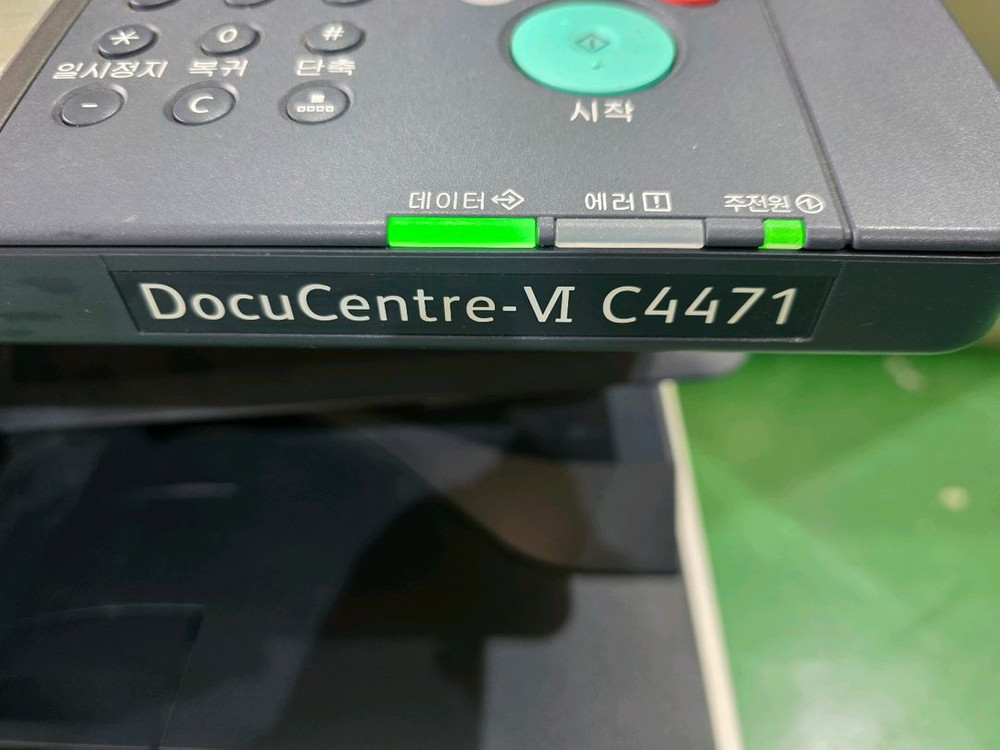 * 0 #
일시정지 복귀 단축
- C
시작
데이터 에러 ! 주전원
DocuCentre-Ⅵ C4471